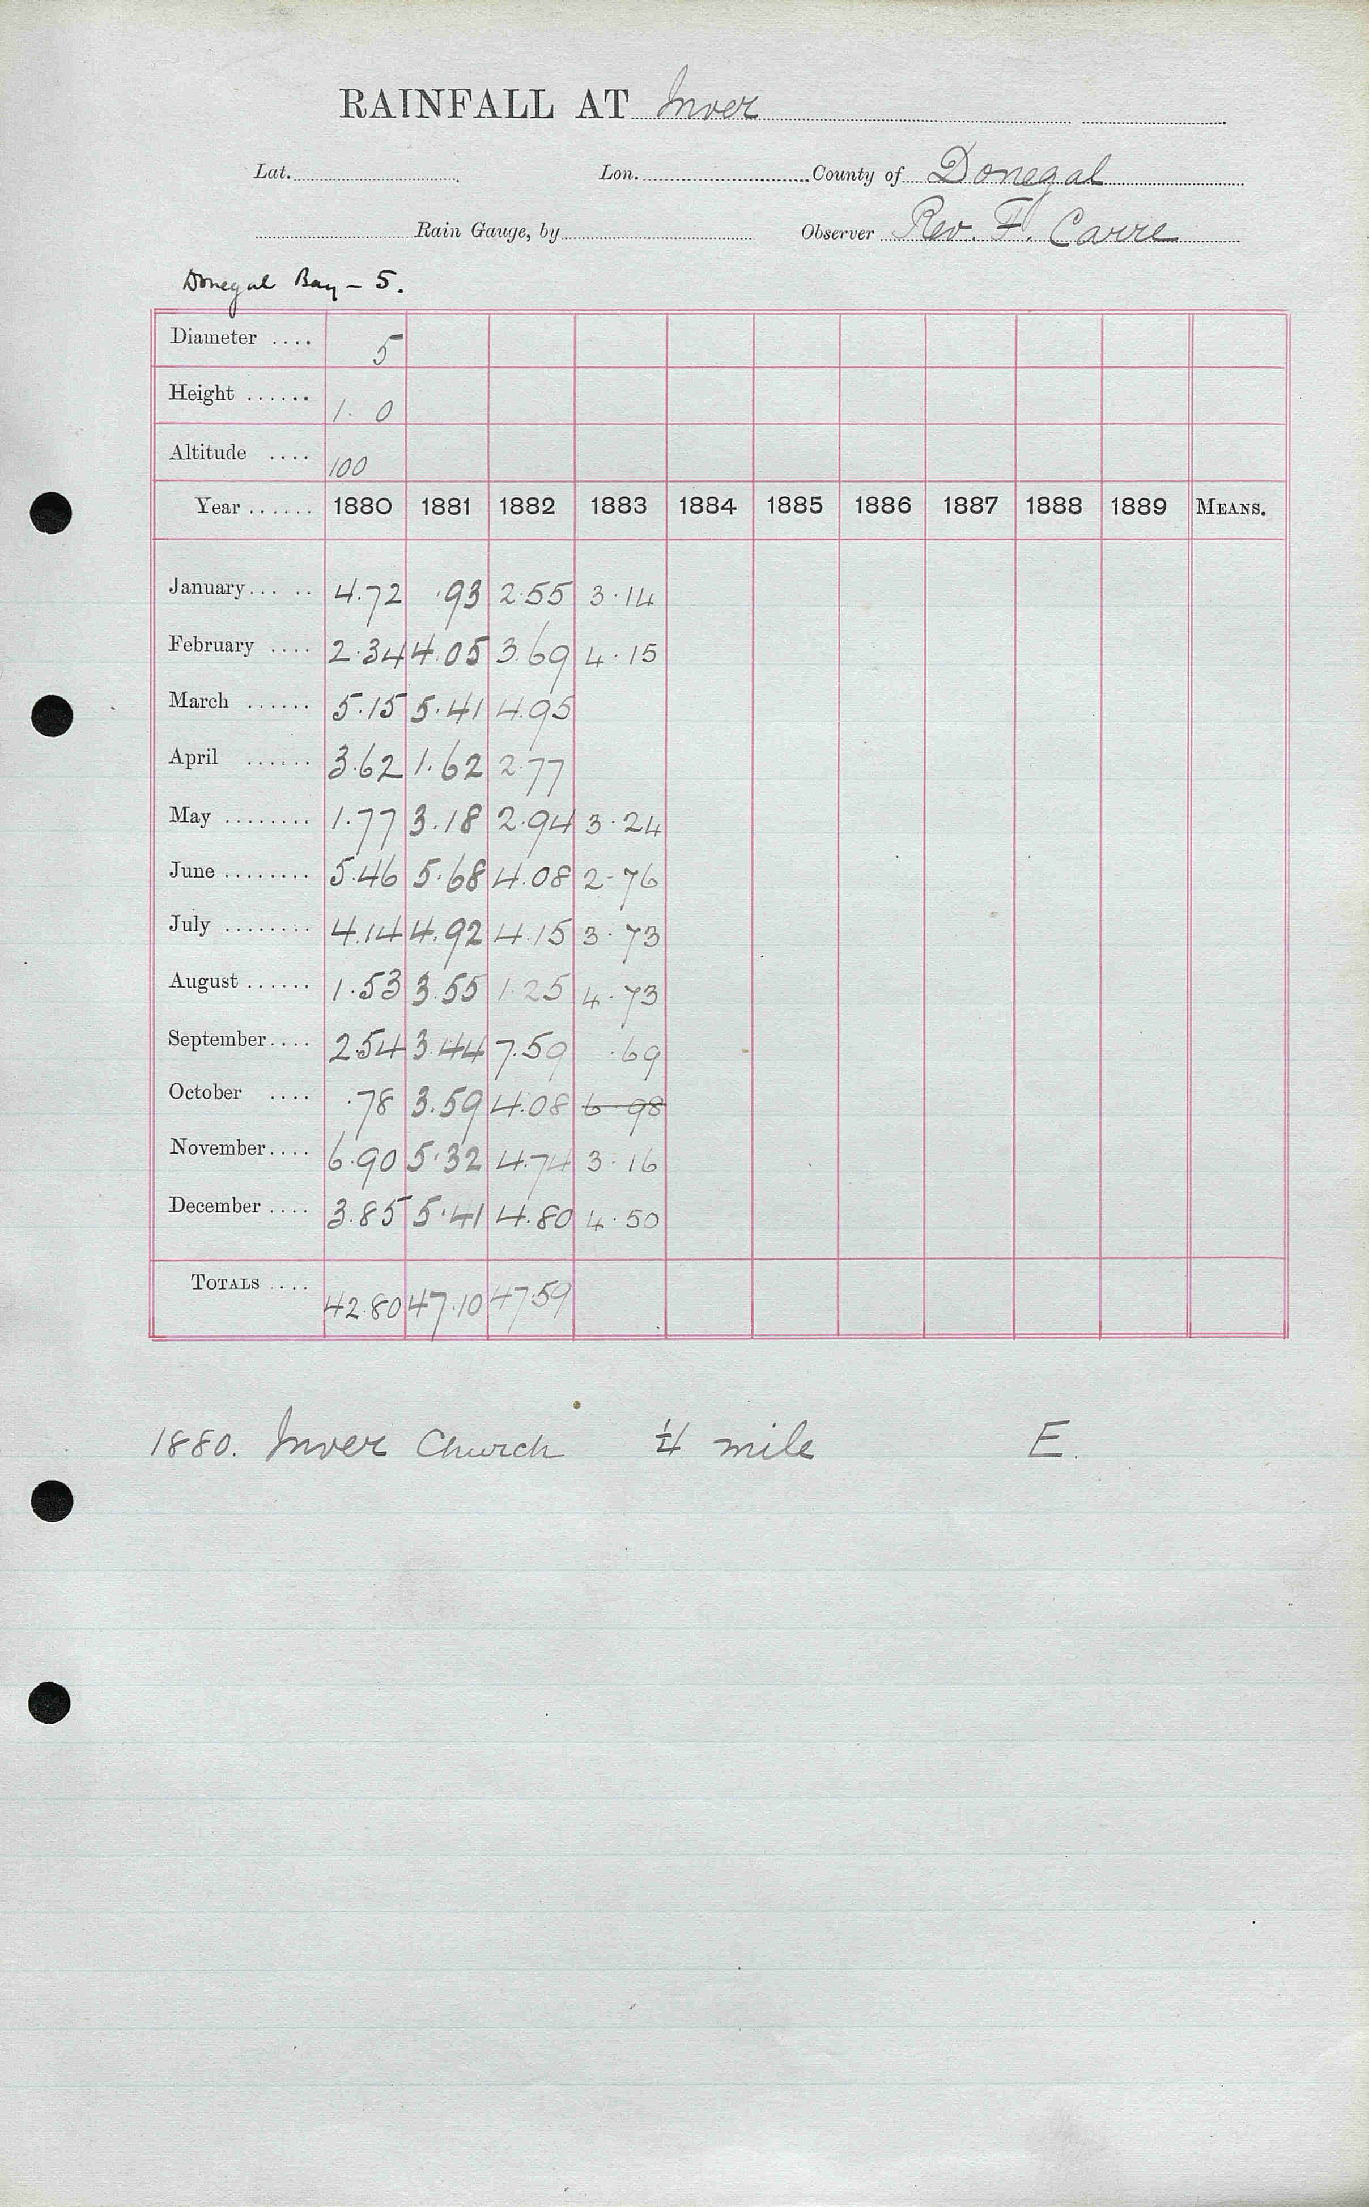 RAINFALL AT Inver
Lat. Lon. County of Donegal
Rain Gauge, by Observer Rev. F. Carre
Donegal Bay - 5.
Diameter .... 5
Height ...... 1. 0
Altitude .... 100
Year ...... 1880 1881 1882 1883 1884 1885 1886 1887 1888 1889 MEANS.
January... .. 4.72 .93 2.55 3.14
February .... 2.34 4.05 3.69 4.15
March ...... 5.15 5.41 4.95
April ...... 3.62 1.62 2.77
May ........ 1.77 3.18 2.94 3.24
June ........ 5.46 5.68 4.08 2.76
July ........ 4.14 4.92 4.15 3.73
August ...... 1.53 3.55 1.25 4.73
September.... 2.54 3.44 7.59 .69
October .... .78 3.59 4.08 6 98
November.... 6.90 5.32 4.74 3.16
December .... 3.85 5.41 4.80 4.50
TOTALS .... 42.80 47.10 47.59
1880. Inver Church ¼ mile E.